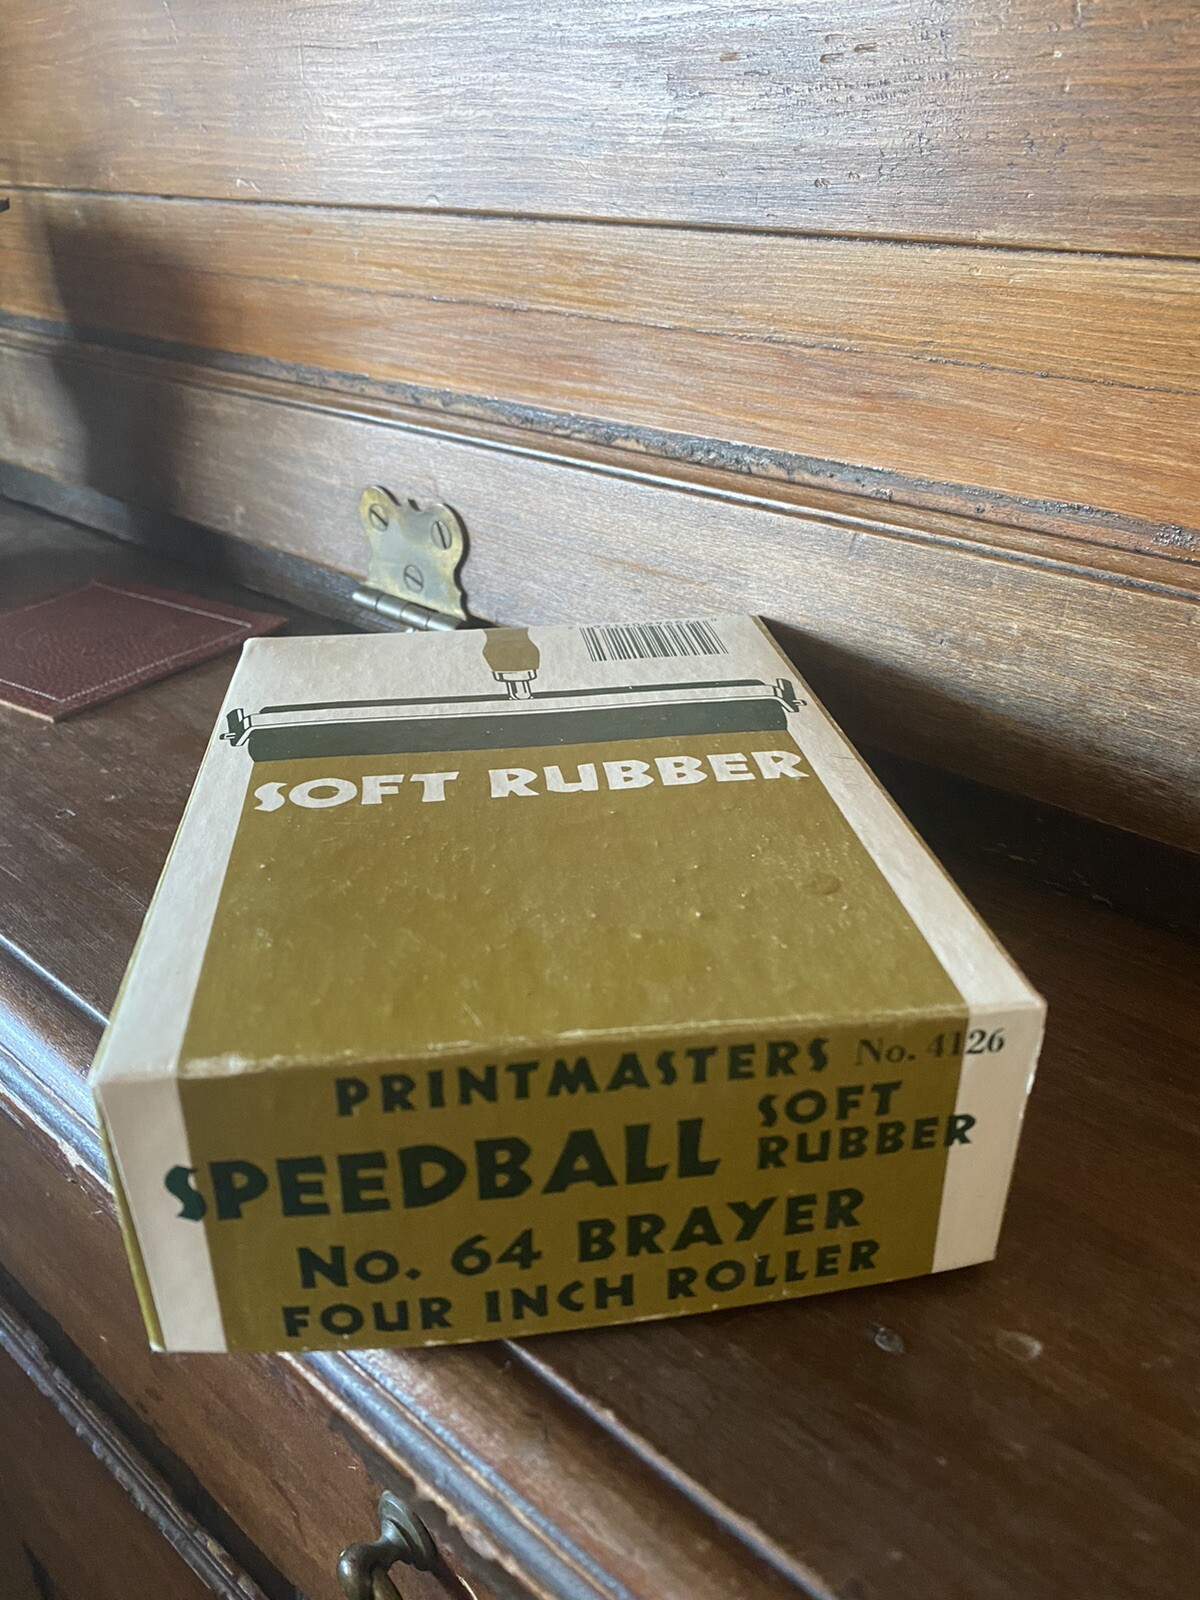 SOFT RUBBER
PRINTMASTERS No. 4126
SPEEDBALL SOFT RUBBER
No. 64 BRAYER
FOUR INCH ROLLER